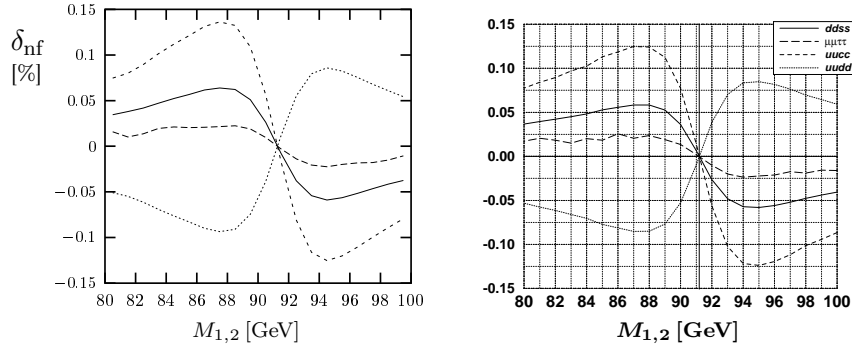 δnf
[%]
0.15
0.1
0.05
0
−0.05
−0.1
−0.15
80 82 84 86 88 90 92 94 96 98 100
M1,2 [GeV]
ddss
μμττ
uucc
uudd
0.15
0.10
0.05
0.00
-0.05
-0.10
-0.15
80 82 84 86 88 90 92 94 96 98 100
M1,2 [GeV]